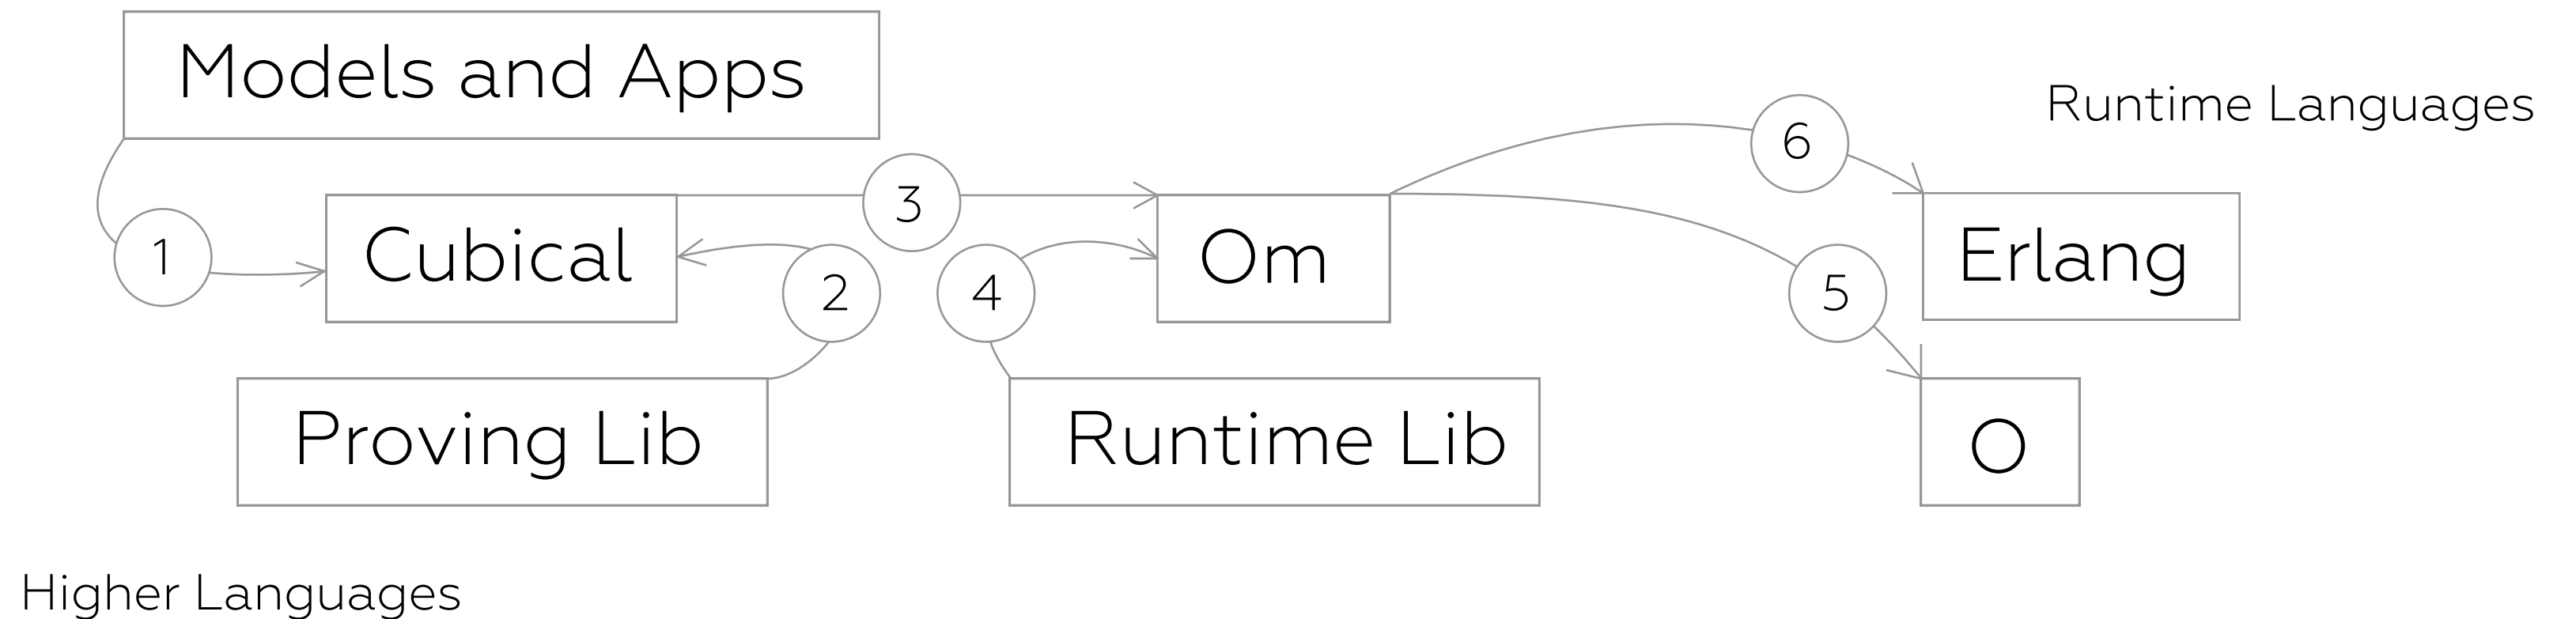 Models and Apps
Runtime Languages
6
3
1
Cubical
2
4
Om
5
Erlang
Proving Lib
Runtime Lib
O
Higher Languages